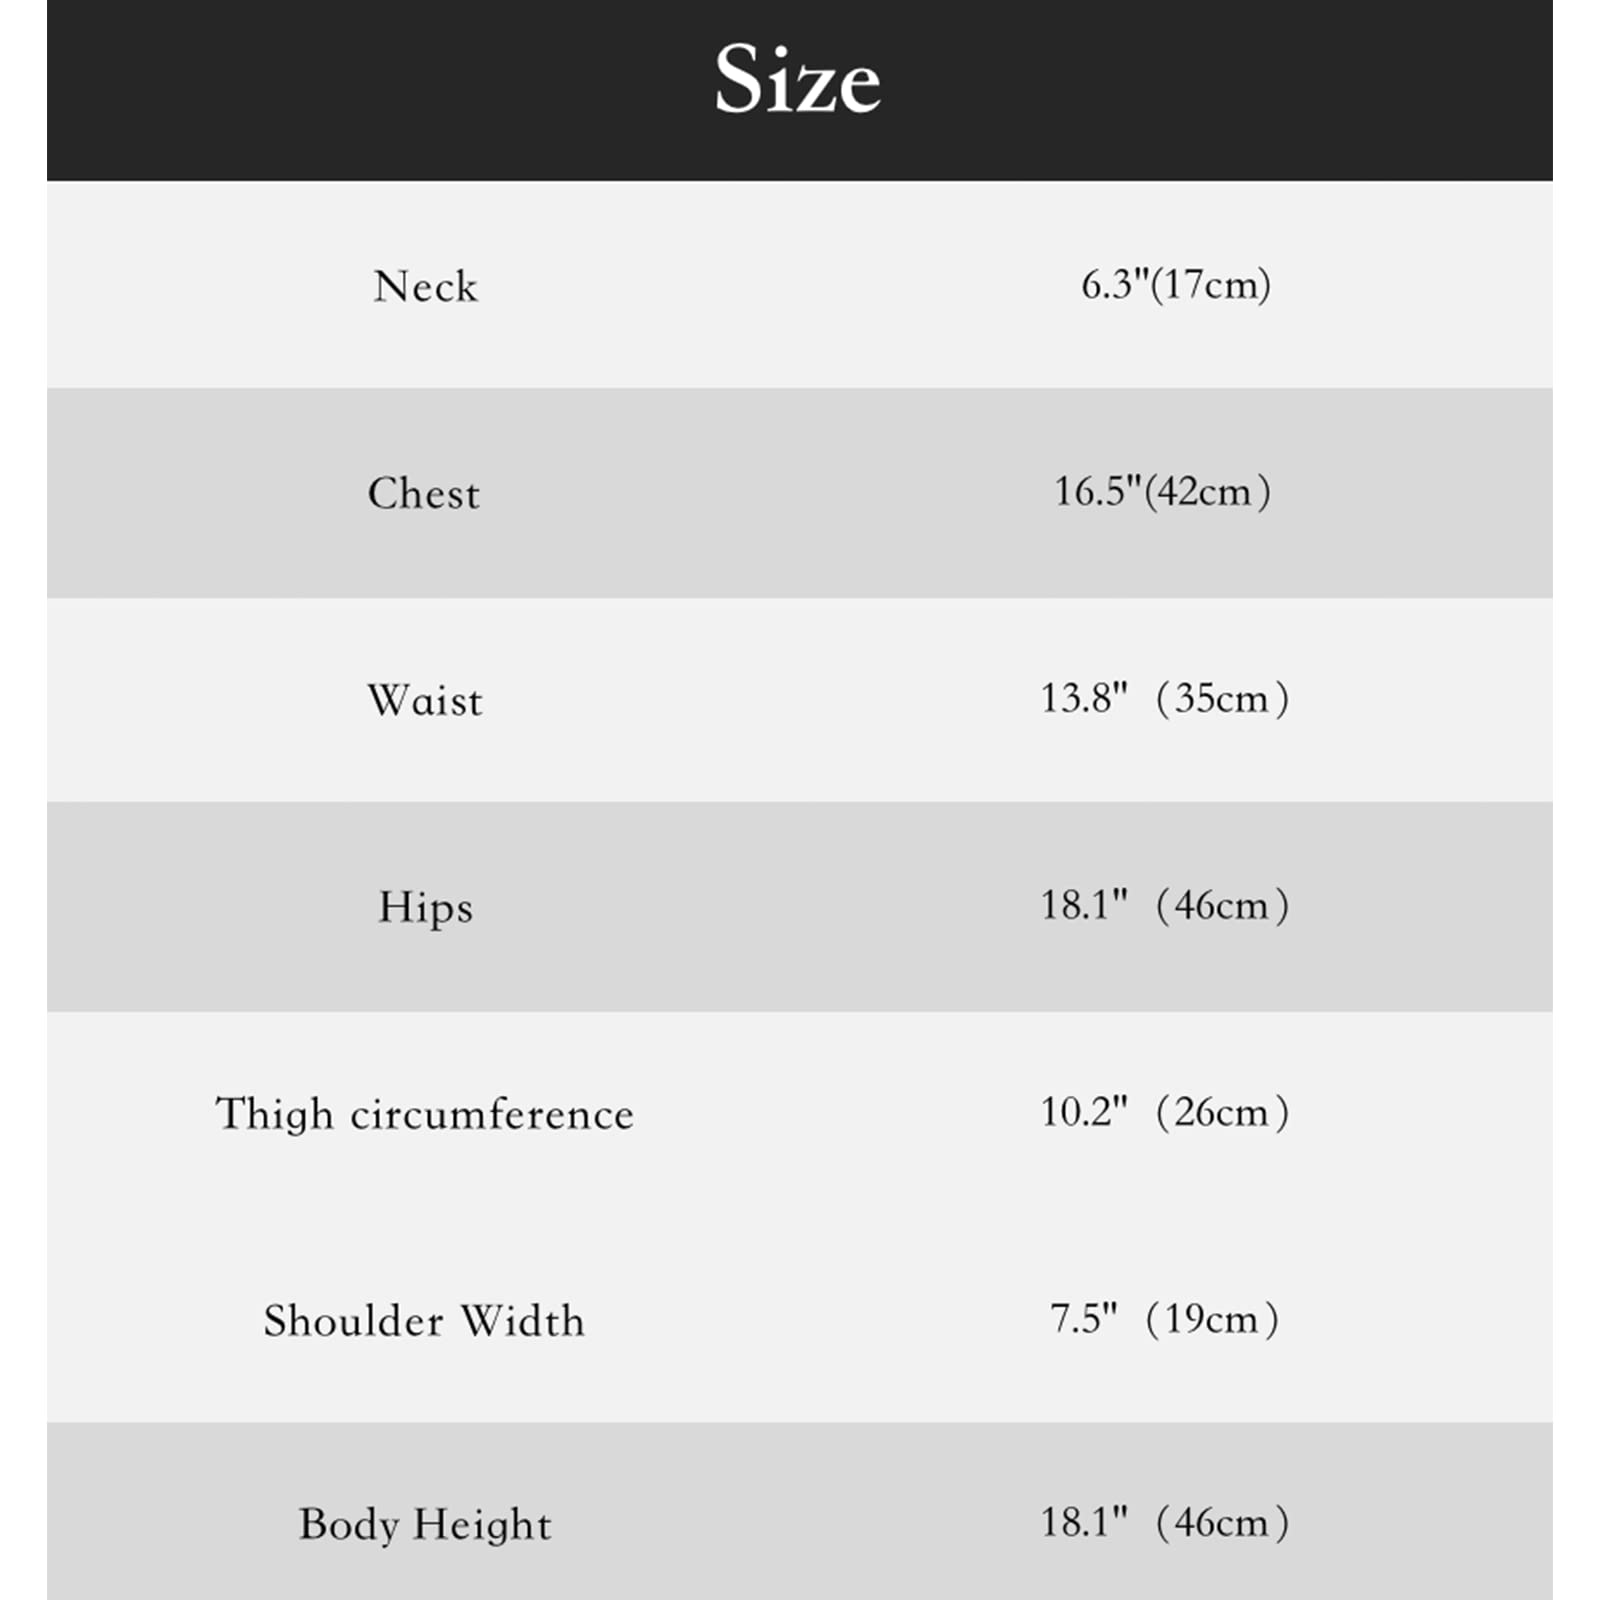 Size
Neck 6.3"(17cm)
Chest 16.5"(42cm)
Waist 13.8" (35cm)
Hips 18.1" (46cm)
Thigh circumference 10.2" (26cm)
Shoulder Width 7.5" (19cm)
Body Height 18.1" (46cm)